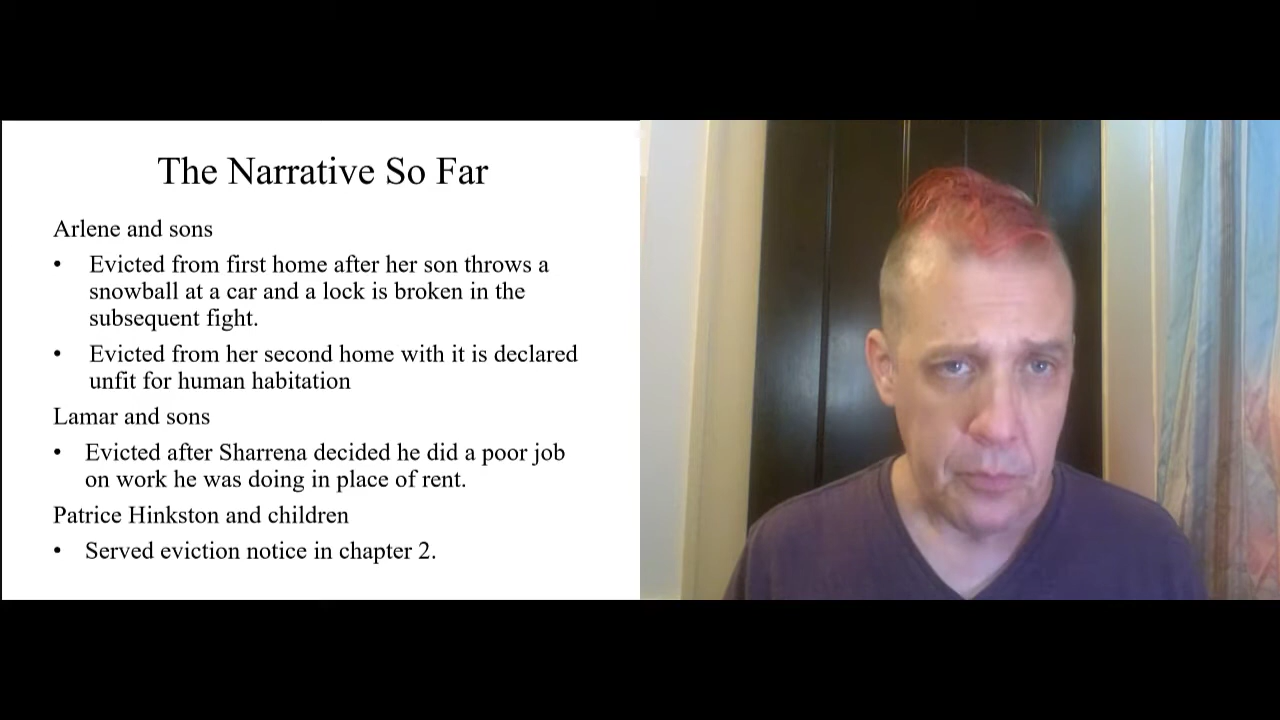 The Narrative So Far
Arlene and sons
• Evicted from first home after her son throws a
snowball at a car and a lock is broken in the
subsequent fight.
• Evicted from her second home with it is declared
unfit for human habitation
Lamar and sons
• Evicted after Sharrena decided he did a poor job
on work he was doing in place of rent.
Patrice Hinkston and children
• Served eviction notice in chapter 2.